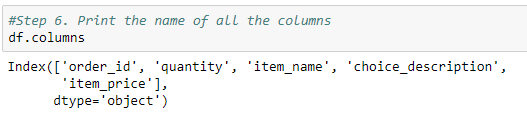 #Step 6. Print the name of all the columns
df.columns
Index(['order_id', 'quantity', 'item_name', 'choice_description',
'item_price'],
dtype='object')